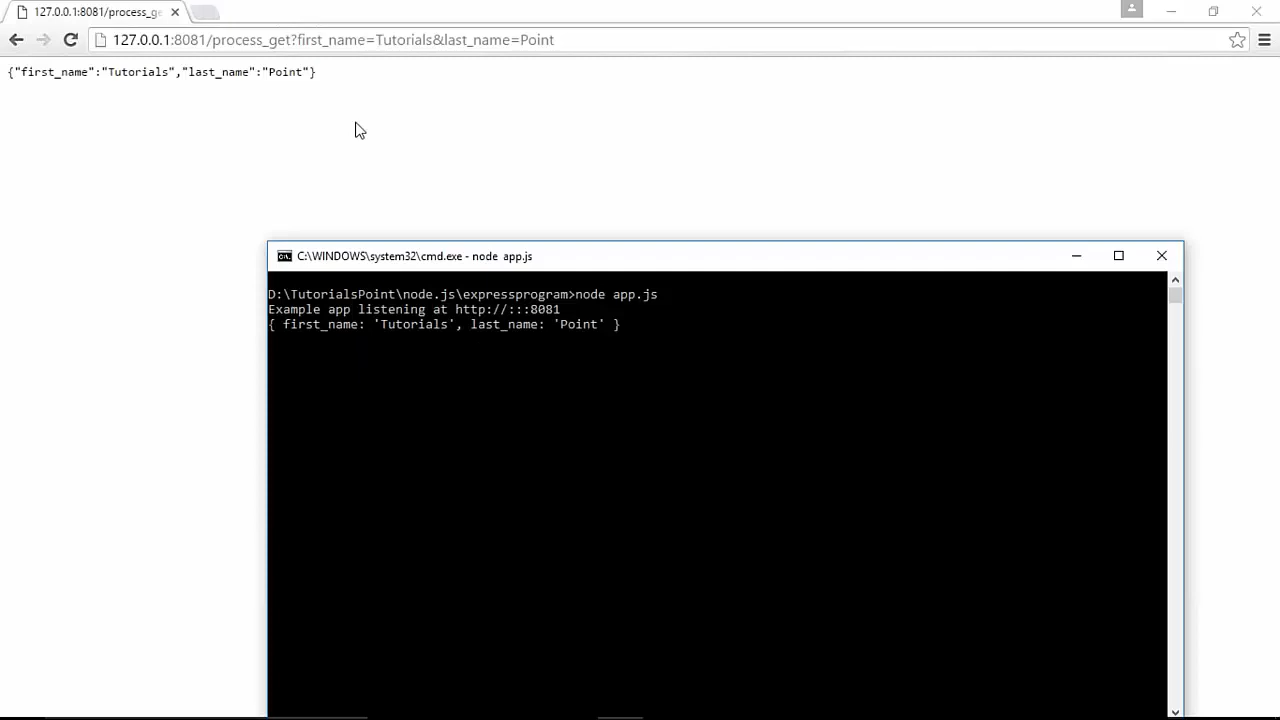 127.0.0.1:8081/process_ge
127.0.0.1:8081/process_get?first_name=Tutorials&last_name=Point
{"first_name":"Tutorials","last_name":"Point"}
C:\WINDOWS\system32\cmd.exe - node  app.js
D:\TutorialsPoint\node.js\expressprogram>node app.js
Example app listening at http://:::8081
{ first_name: 'Tutorials', last_name: 'Point' }